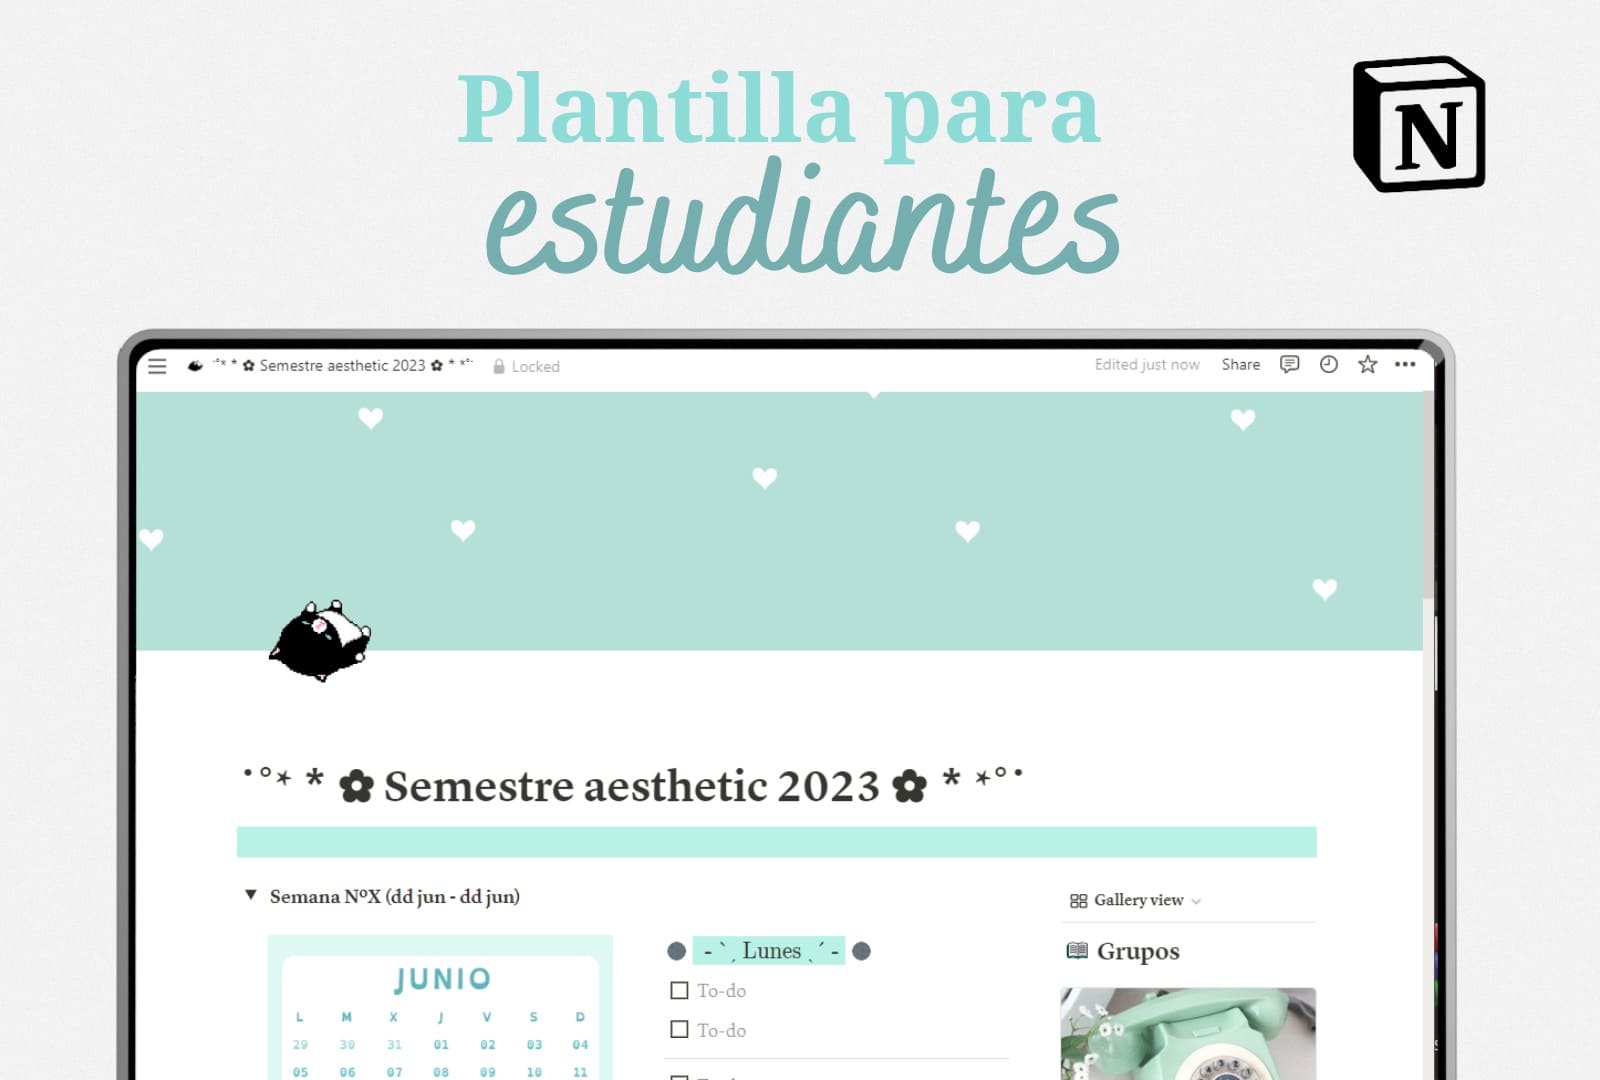 Plantilla para
estudiantes
N
˙°* * ✿ Semestre aesthetic 2023 ✿ * *°˙
Locked
Edited just now
Share
˙°* * ✿ Semestre aesthetic 2023 ✿ * *°˙
Semana NºX (dd jun - dd jun)
JUNIO
L M X J V S D
29 30 31 01 02 03 04
05 06 07 08 09 10 11
- ˋˏ Lunes ˎˊ -
To-do
To-do
Gallery view
Grupos